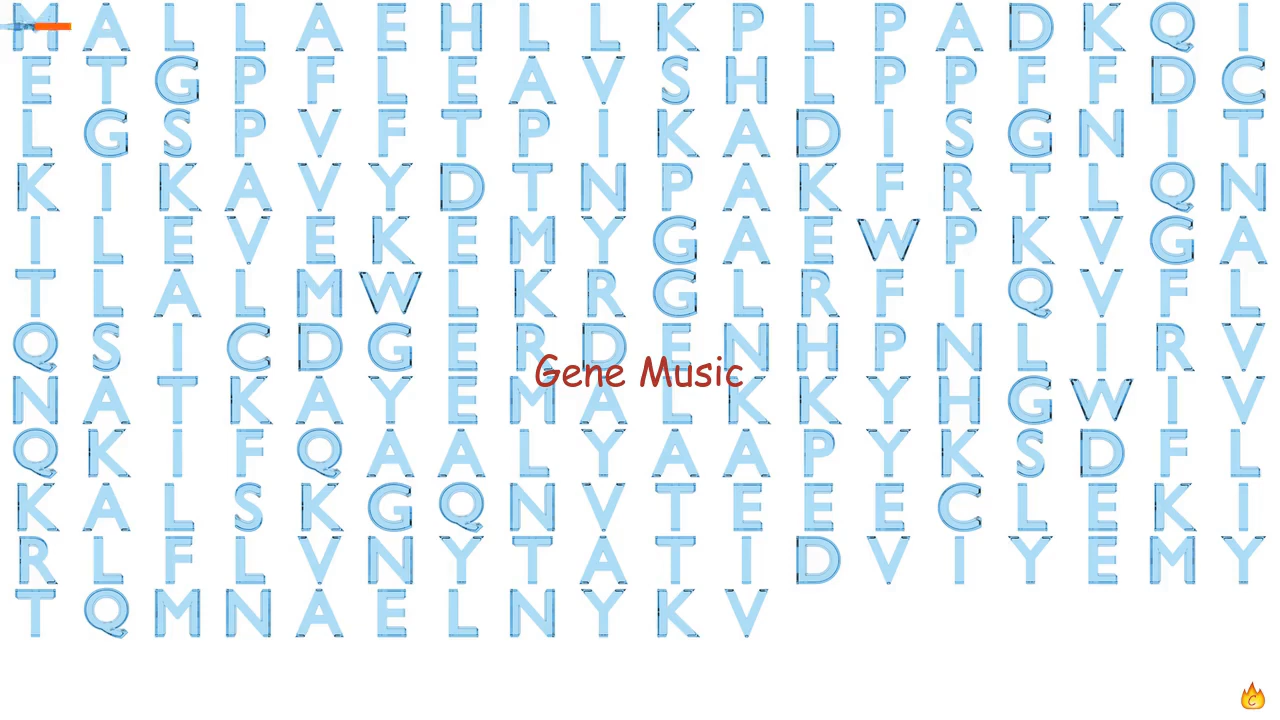 M A L L A E H L L K P L P A D K Q I
E T G P F L E A V S H L P P F F D C
L G S P V F T P I K A D I S G N I T
K I K A V Y D T N P A K F R T L Q N
I L E V E K E M Y G A E W P K V G A
T L A L M W L K R G L R F I Q V F L
Q S I C D G E R D E N H P N L I R V
Gene Music
N A T K A Y E M A L K K Y H G W I V
Q K I F Q A A L Y A A P Y K S D F L
K A L S K G Q N V T E E E C L E K I
R L F L V N Y T A T I D V I Y E M Y
T Q M N A E L N Y K V
C